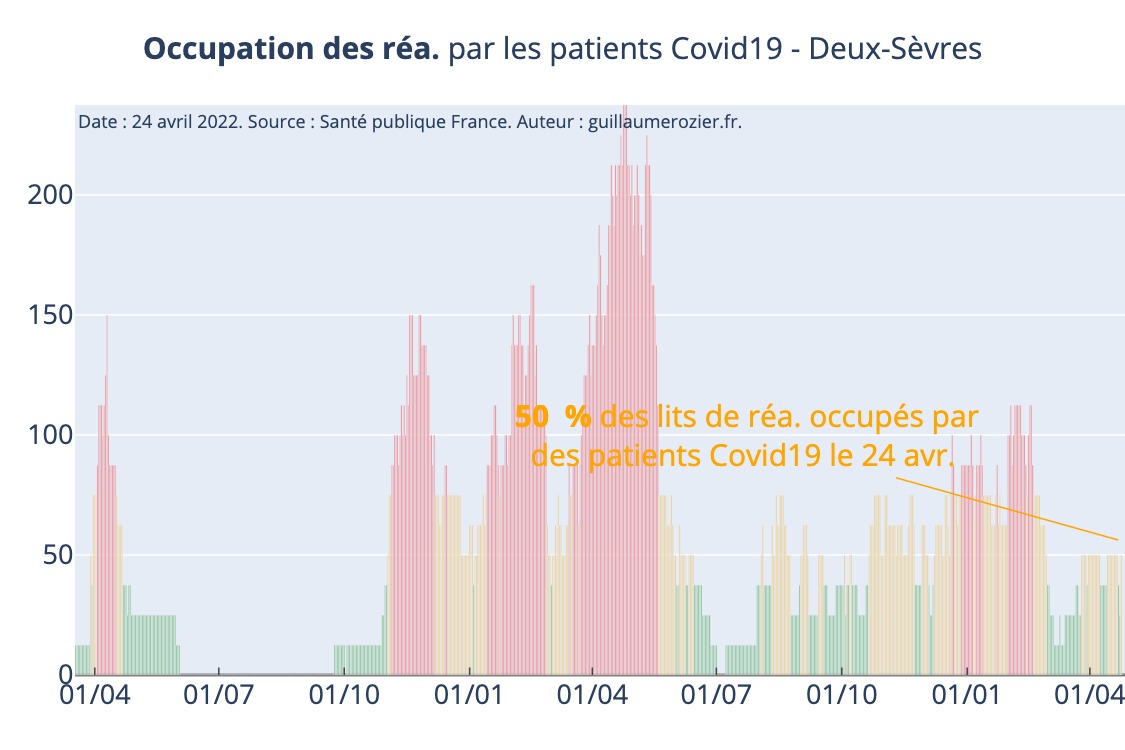 Occupation des réa. par les patients Covid19 - Deux-Sèvres
Date : 24 avril 2022. Source : Santé publique France. Auteur : guillaumerozier.fr.
200
150
100
50
0
50 % des lits de réa. occupés par
des patients Covid19 le 24 avr.
01/04 01/07 01/10 01/01 01/04 01/07 01/10 01/01 01/04